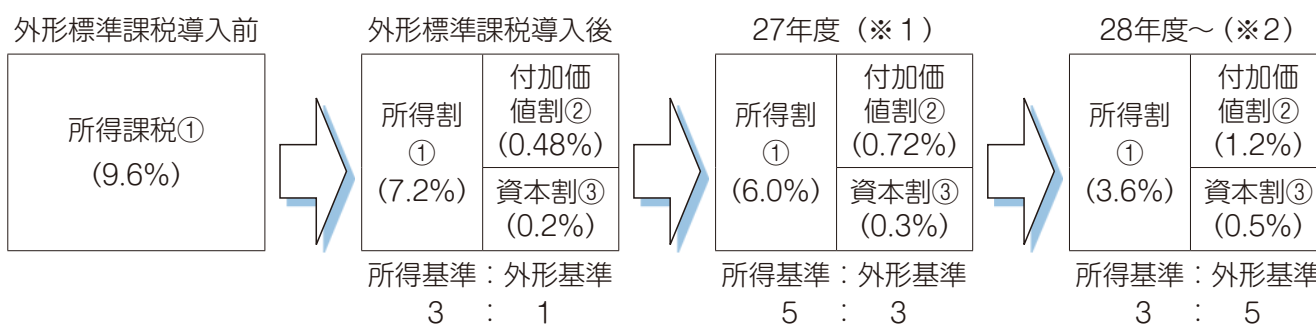 外形標準課税導入前
所得課税①
(9.6%)
外形標準課税導入後
所得割
①
(7.2%)
付加価
値割②
(0.48%)
資本割③
(0.2%)
所得基準：外形基準
3 : 1
27年度（※1）
所得割
①
(6.0%)
付加価
値割②
(0.72%)
資本割③
(0.3%)
所得基準：外形基準
5 : 3
28年度～（※2）
所得割
①
(3.6%)
付加価
値割②
(1.2%)
資本割③
(0.5%)
所得基準：外形基準
3 : 5